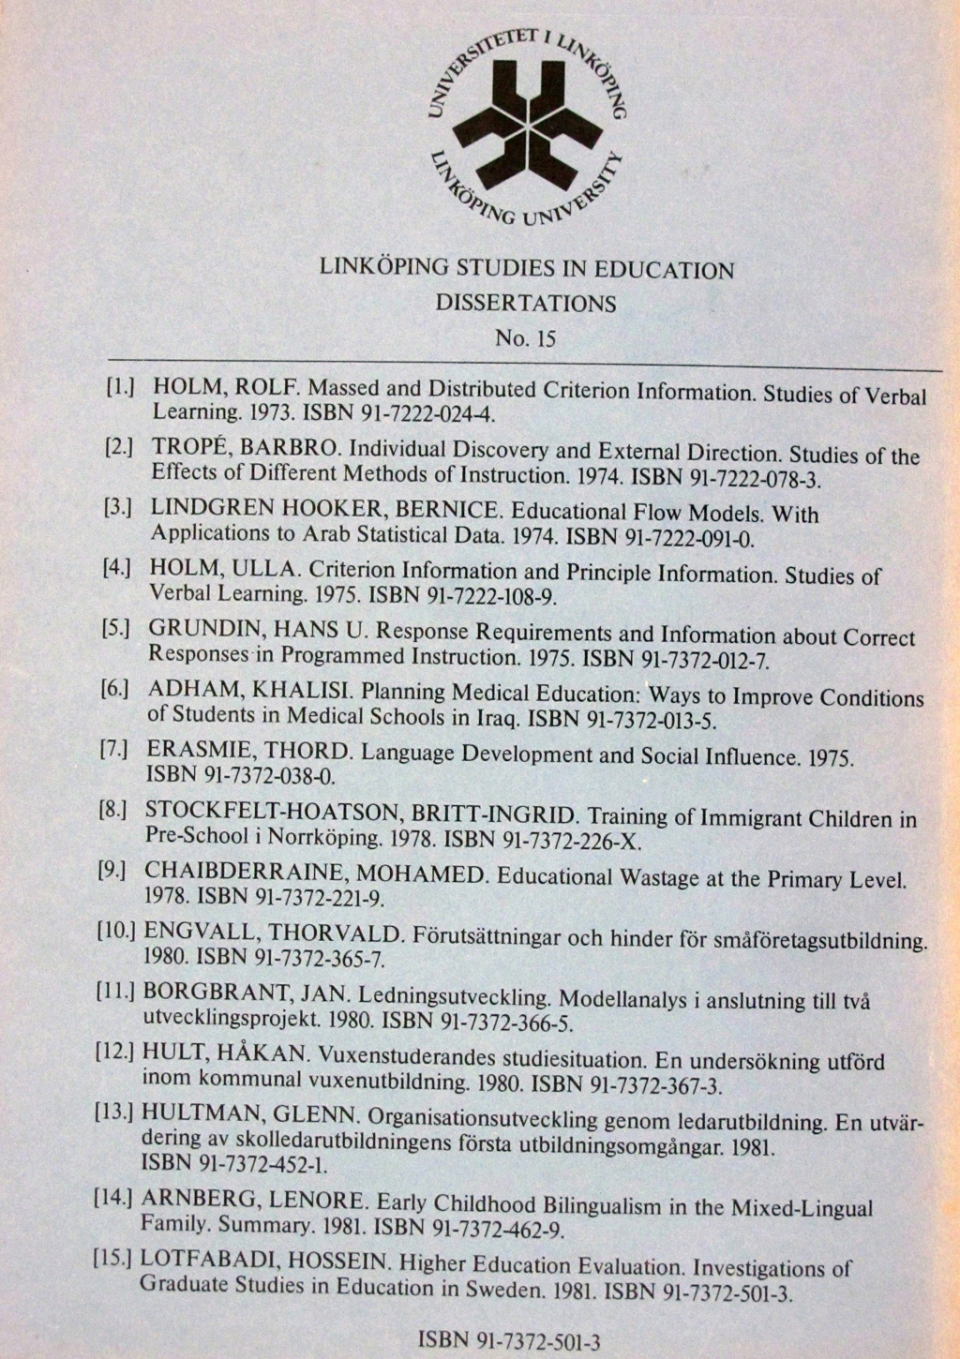 UNIVERSITETET I LINKÖPING
LINKÖPING UNIVERSITY
LINKÖPING STUDIES IN EDUCATION
DISSERTATIONS
No. 15
[1.] HOLM, ROLF. Massed and Distributed Criterion Information. Studies of Verbal
Learning. 1973. ISBN 91-7222-024-4.
[2.] TROPÉ, BARBRO. Individual Discovery and External Direction. Studies of the
Effects of Different Methods of Instruction. 1974. ISBN 91-7222-078-3.
[3.] LINDGREN HOOKER, BERNICE. Educational Flow Models. With
Applications to Arab Statistical Data. 1974. ISBN 91-7222-091-0.
[4.] HOLM, ULLA. Criterion Information and Principle Information. Studies of
Verbal Learning. 1975. ISBN 91-7222-108-9.
[5.] GRUNDIN, HANS U. Response Requirements and Information about Correct
Responses in Programmed Instruction. 1975. ISBN 91-7372-012-7.
[6.] ADHAM, KHALISI. Planning Medical Education: Ways to Improve Conditions
of Students in Medical Schools in Iraq. ISBN 91-7372-013-5.
[7.] ERASMIE, THORD. Language Development and Social Influence. 1975.
ISBN 91-7372-038-0.
[8.] STOCKFELT-HOATSON, BRITT-INGRID. Training of Immigrant Children in
Pre-School i Norrköping. 1978. ISBN 91-7372-226-X.
[9.] CHAIBDERRAINE, MOHAMED. Educational Wastage at the Primary Level.
1978. ISBN 91-7372-221-9.
[10.] ENGVALL, THORVALD. Förutsättningar och hinder för småföretagsutbildning.
1980. ISBN 91-7372-365-7.
[11.] BORGBRANT, JAN. Ledningsutveckling. Modellanalys i anslutning till två
utvecklingsprojekt. 1980. ISBN 91-7372-366-5.
[12.] HULT, HÅKAN. Vuxenstuderandes studiesituation. En undersökning utförd
inom kommunal vuxenutbildning. 1980. ISBN 91-7372-367-3.
[13.] HULTMAN, GLENN. Organisationsutveckling genom ledarutbildning. En utvär-
dering av skolledarutbildningens första utbildningsomgångar. 1981.
ISBN 91-7372-452-1.
[14.] ARNBERG, LENORE. Early Childhood Bilingualism in the Mixed-Lingual
Family. Summary. 1981. ISBN 91-7372-462-9.
[15.] LOTFABADI, HOSSEIN. Higher Education Evaluation. Investigations of
Graduate Studies in Education in Sweden. 1981. ISBN 91-7372-501-3.
ISBN 91-7372-501-3